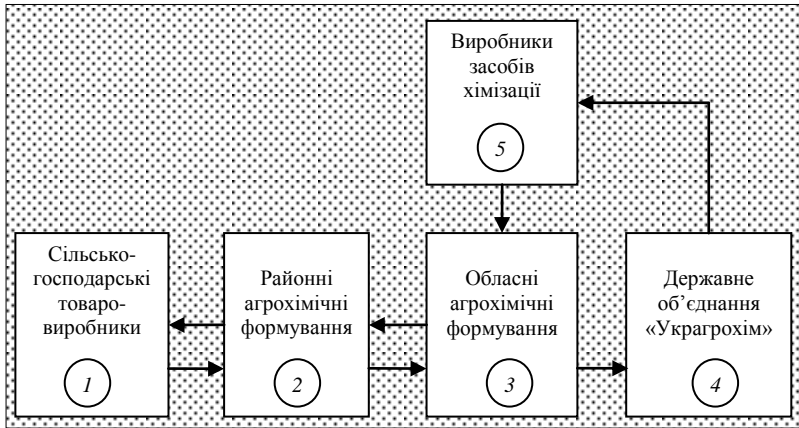 Виробники
засобів
хімізації
5
Сільсько-
господарські
товаро-
виробники
1
Районні
агрохімічні
формування
2
Обласні
агрохімічні
формування
3
Державне
об’єднання
«Украгрохім»
4